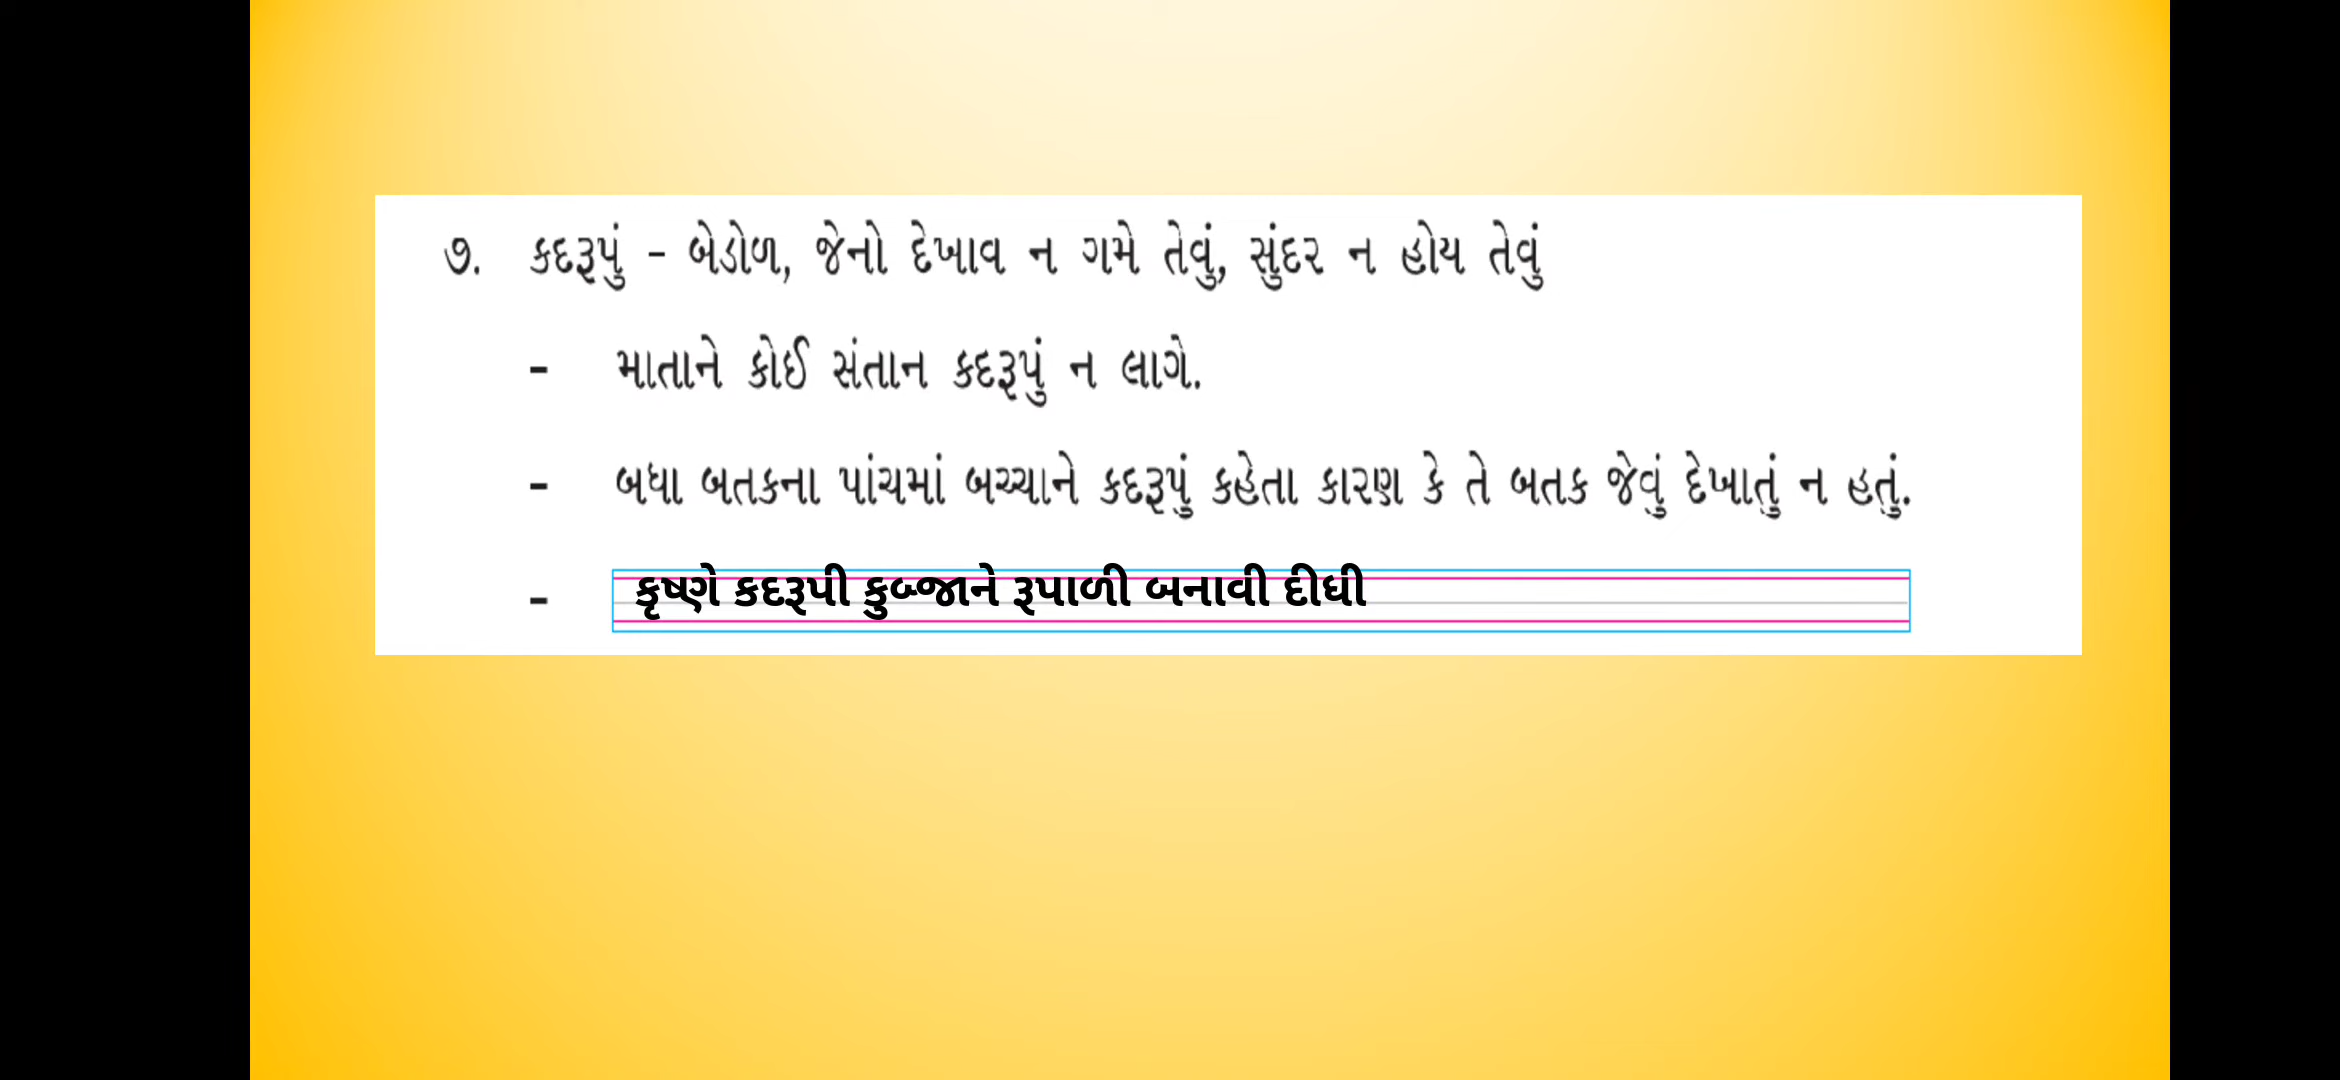 ૭. કદરૂપું - બેડોળ, જેનો દેખાવ ન ગમે તેવું, સુંદર ન હોય તેવું
- માતાને કોઈ સંતાન કદરૂપું ન લાગે.
- બધા બતકના પાંચમાં બચ્ચાને કદરૂપું કહેતા કારણ કે તે બતક જેવું દેખાતું ન હતું.
- કૃષ્ણે કદરૂપી કુબ્જાને રૂપાળી બનાવી દીધી